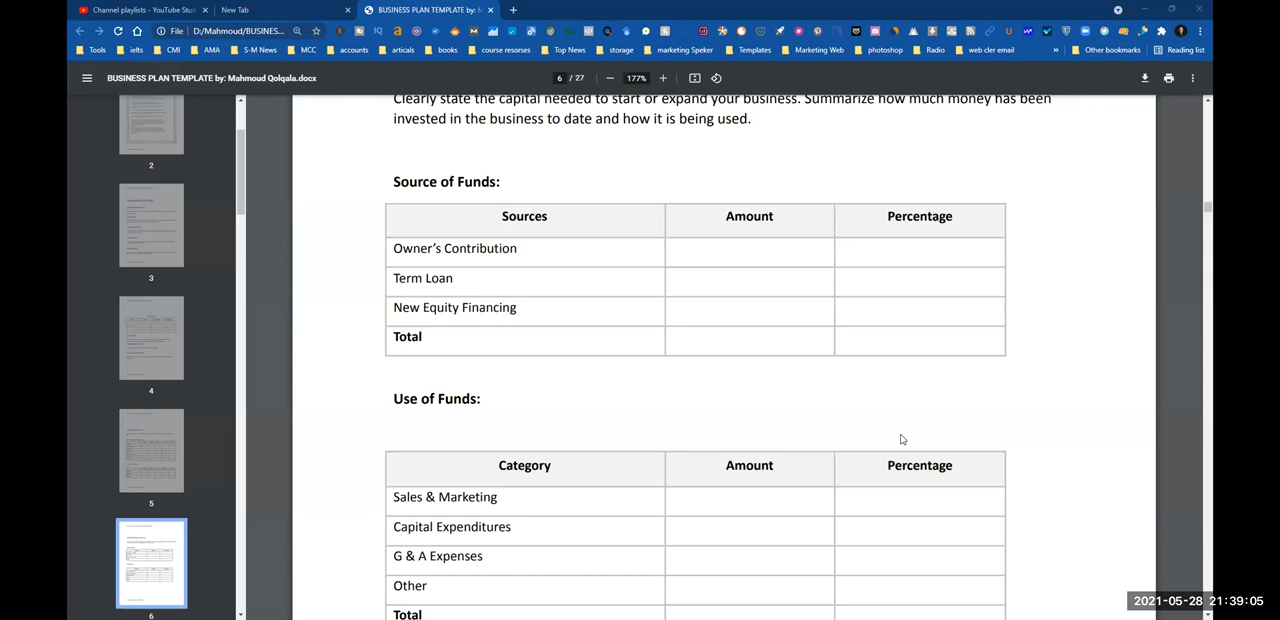 Channel playlists - YouTube Stud
New Tab
BUSINESS PLAN TEMPLATE by: M
File
D:/Mahmoud/BUSINES...
Tools
ielts
CMI
AMA
S-M News
MCC
accounts
articals
books
course resorses
Top News
storage
marketing Speker
Templates
Marketing Web
photoshop
Radio
web cler email
»
Other bookmarks
Reading list
BUSINESS PLAN TEMPLATE by: Mahmoud Qolqala.docx
6 / 27
177%
2
3
4
5
6
Clearly state the capital needed to start or expand your business. Summarize how much money has been
invested in the business to date and how it is being used.
Source of Funds:
Sources Amount Percentage
Owner's Contribution
Term Loan
New Equity Financing
Total
Use of Funds:
Category Amount Percentage
Sales & Marketing
Capital Expenditures
G & A Expenses
Other
Total
2021-05-28 21:39:05